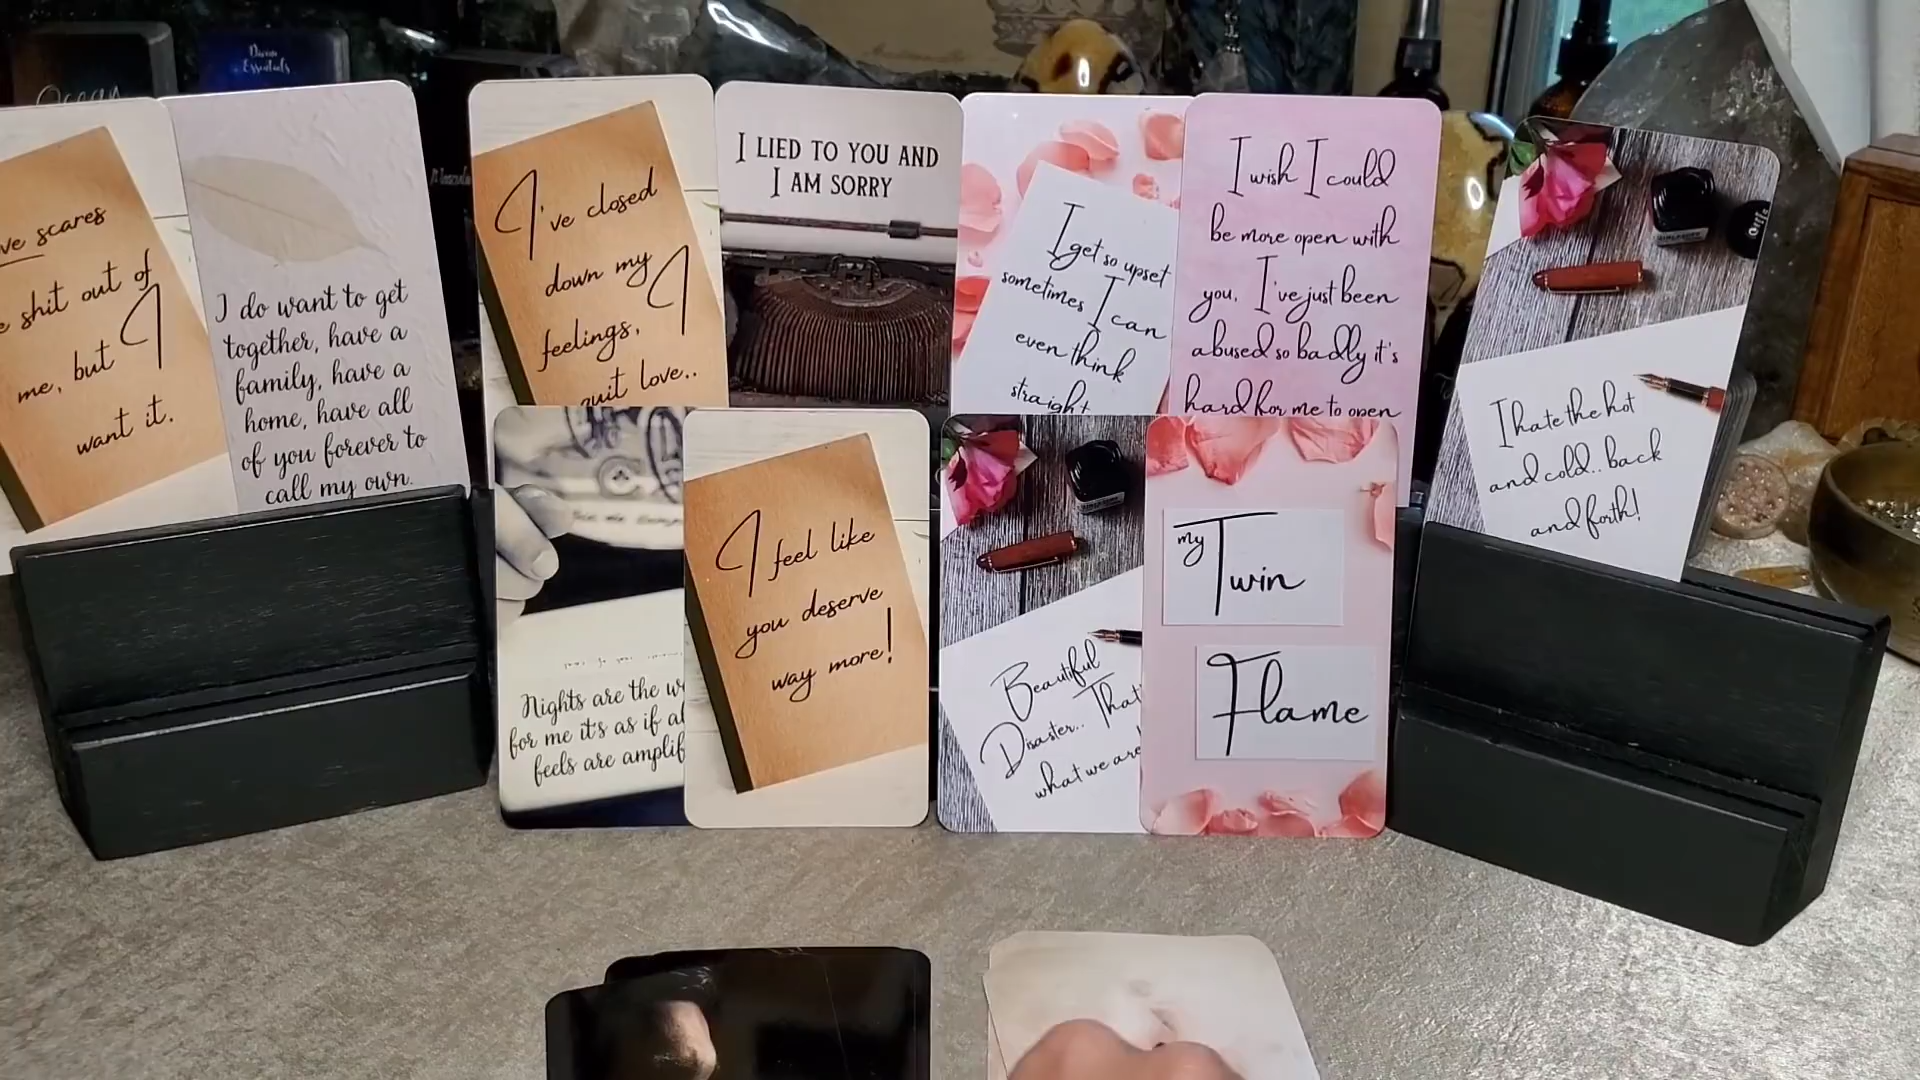 Ocean
Divine
Essentials
ve scares
shit out of
me, but I
want it.
I do want to get
together, have a
family, have a
home, have all
of you forever to
call my own.
I've closed
down my
feelings, I
quit love..
I LIED TO YOU AND
I AM SORRY
I get so upset
sometimes I can
even think
straight
I wish I could
be more open with
you, I've just been
abused so badly it's
hard for me to open
I hate the hot
and cold.. back
and forth!
Nights are the
for me it's as if
feels are
I feel like
you deserve
way more!
Beautiful
Disaster.. That
what we are
my
Twin
Flame